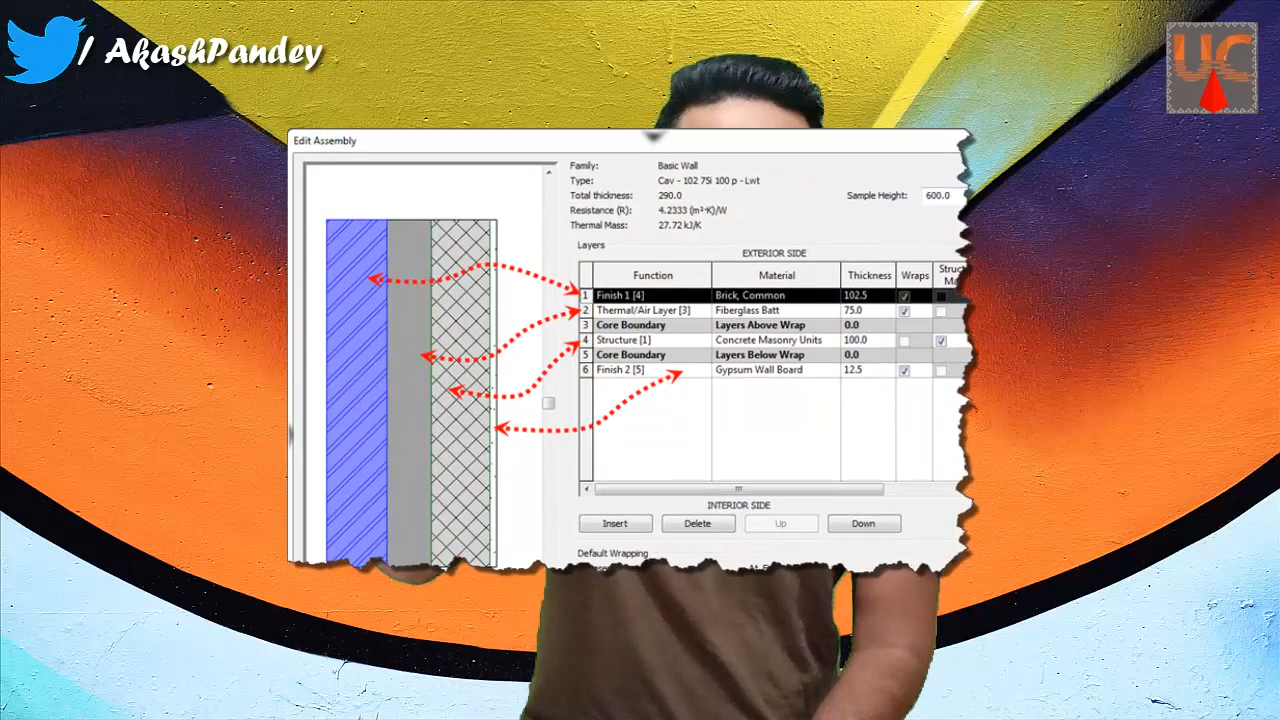 / AkashPandey
UC
Edit Assembly
Family: Basic Wall
Type: Cav - 102 75i 100 p - Lwt
Total thickness: 290.0 Sample Height: 600.0
Resistance (R): 4.2333 (m²·K)/W
Thermal Mass: 27.72 kJ/K
Layers
EXTERIOR SIDE
Function Material Thickness Wraps Struct
Ma
1 Finish 1 [4] Brick, Common 102.5
2 Thermal/Air Layer [3] Fiberglass Batt 75.0
3 Core Boundary Layers Above Wrap 0.0
4 Structure [1] Concrete Masonry Units 100.0
5 Core Boundary Layers Below Wrap 0.0
6 Finish 2 [5] Gypsum Wall Board 12.5
INTERIOR SIDE
Insert Delete Up Down
Default Wrapping